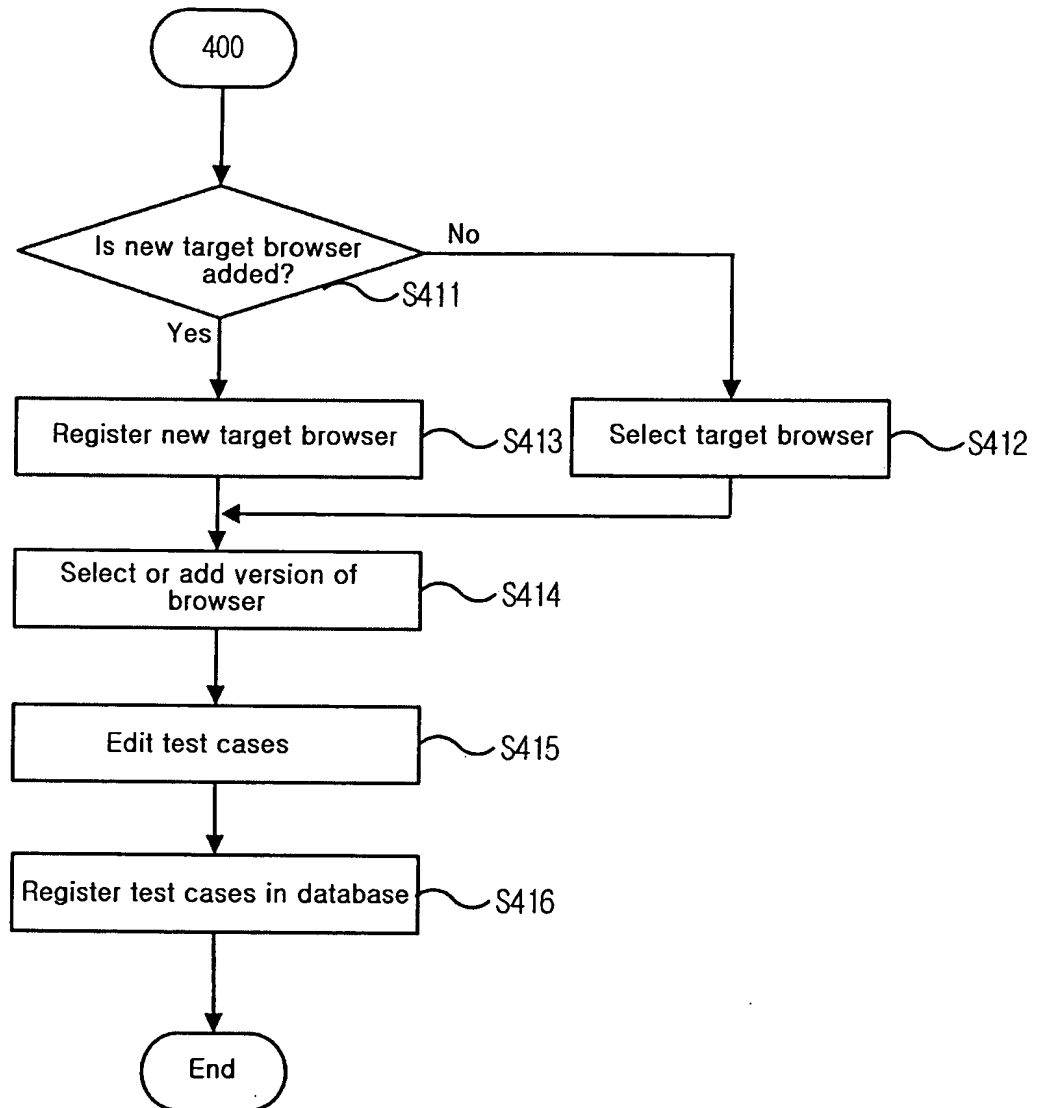 400
Is new target browser
added?
No
S411
Yes
Register new target browser
S413
Select target browser
S412
Select or add version of
browser
S414
Edit test cases
S415
Register test cases in database
S416
End